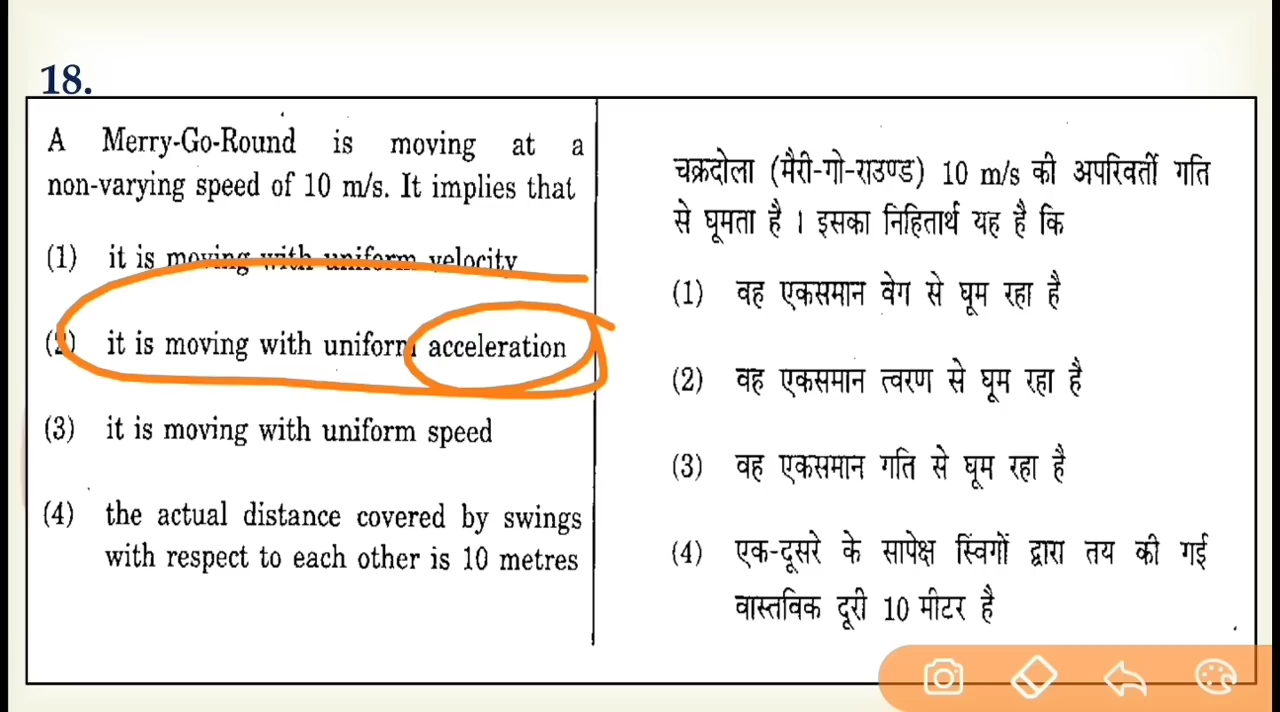 18.
A Merry-Go-Round is moving at a
non-varying speed of 10 m/s. It implies that
(1) it is moving with uniform velocity
(2) it is moving with uniform acceleration
(3) it is moving with uniform speed
(4) the actual distance covered by swings
with respect to each other is 10 metres
चक्रदोला (मैरी-गो-राउण्ड) 10 m/s की अपरिवर्ती गति
से घूमता है । इसका निहितार्थ यह है कि
(1) वह एकसमान वेग से घूम रहा है
(2) वह एकसमान त्वरण से घूम रहा है
(3) वह एकसमान गति से घूम रहा है
(4) एक-दूसरे के सापेक्ष स्विंगों द्वारा तय की गई
वास्तविक दूरी 10 मीटर है